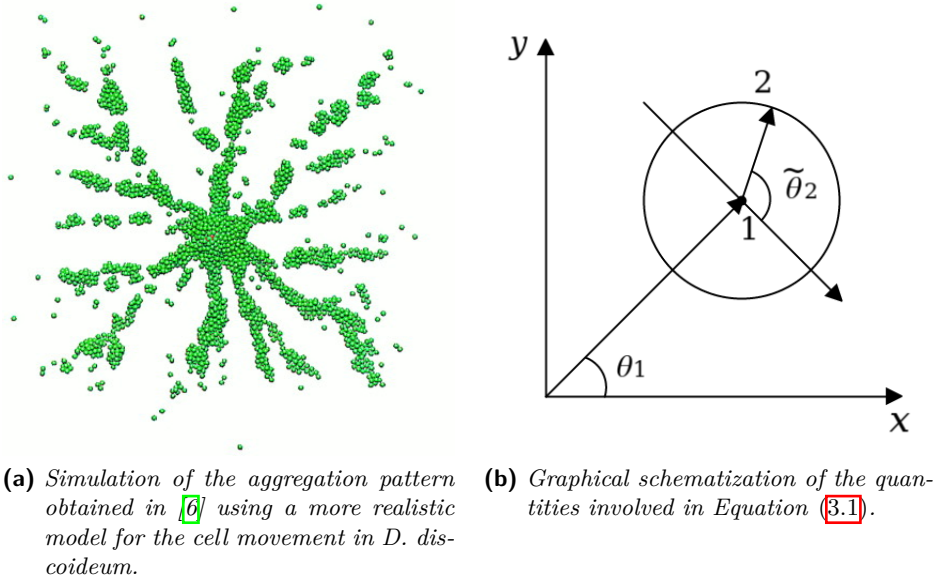 y
2
θ̃2
1
θ1
x
(a) Simulation of the aggregation pattern
obtained in [6] using a more realistic
model for the cell movement in D. dis-
coideum.
(b) Graphical schematization of the quan-
tities involved in Equation (3.1).